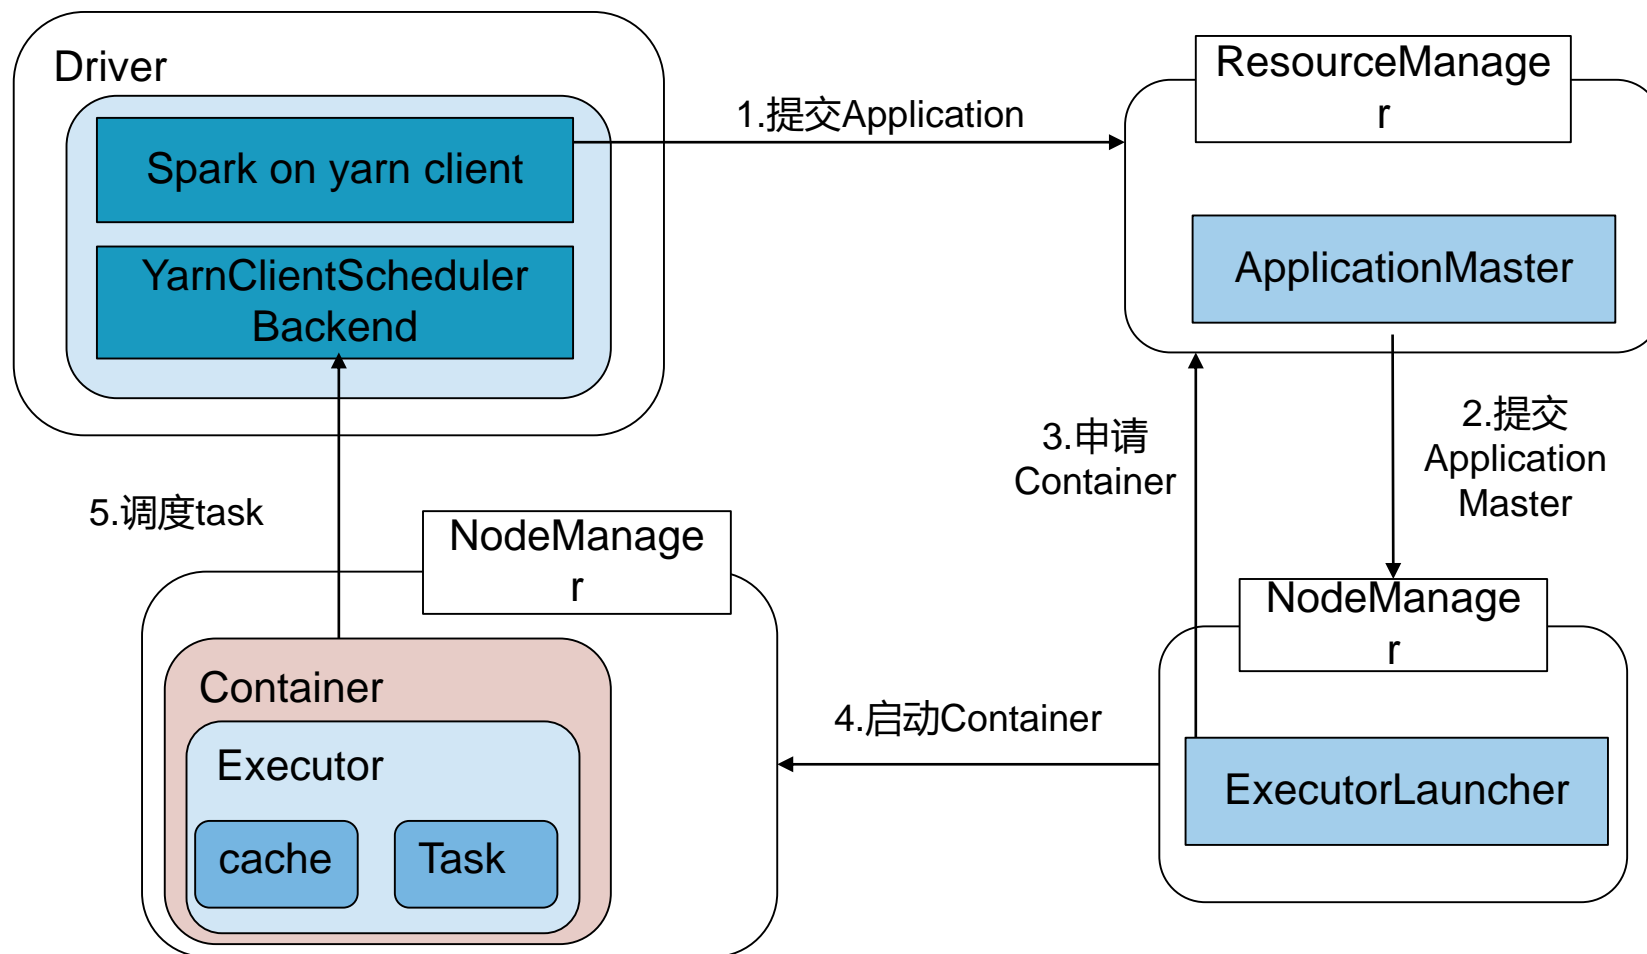 Driver
Spark on yarn client
YarnClientScheduler
Backend
1.提交Application
ResourceManage
r
ApplicationMaster
2.提交
Application
Master
3.申请
Container
5.调度task
NodeManage
r
Container
Executor
cache
Task
4.启动Container
NodeManage
r
ExecutorLauncher